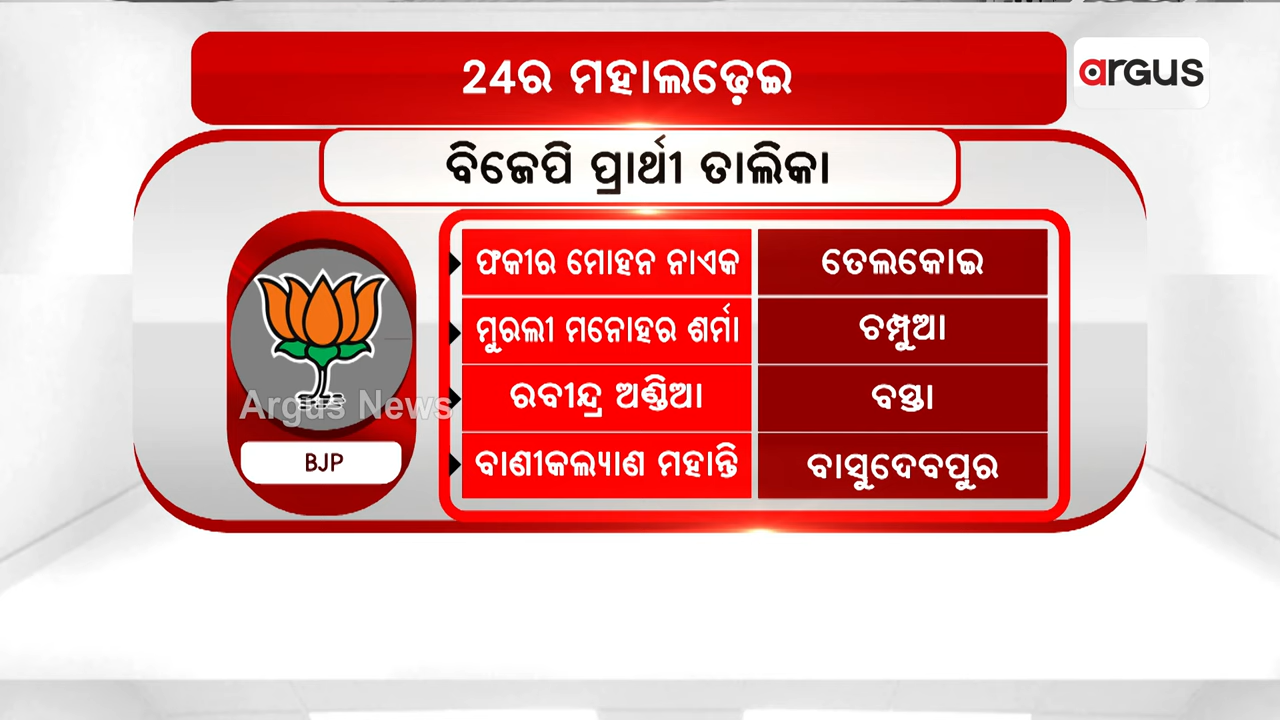 24ର ମହାଲଢ଼େଇ
argus
ବିଜେପି ପ୍ରାର୍ଥୀ ତାଲିକା
ଫକୀର ମୋହନ ନାଏକ ତେଲକୋଇ
ମୁରଲୀ ମନୋହର ଶର୍ମା ଚମ୍ପୁଆ
ରବୀନ୍ଦ୍ର ଅଣ୍ଡିଆ ବସ୍ତା
ବାଣୀକଲ୍ୟାଣ ମହାନ୍ତି ବାସୁଦେବପୁର
Argus News
BJP